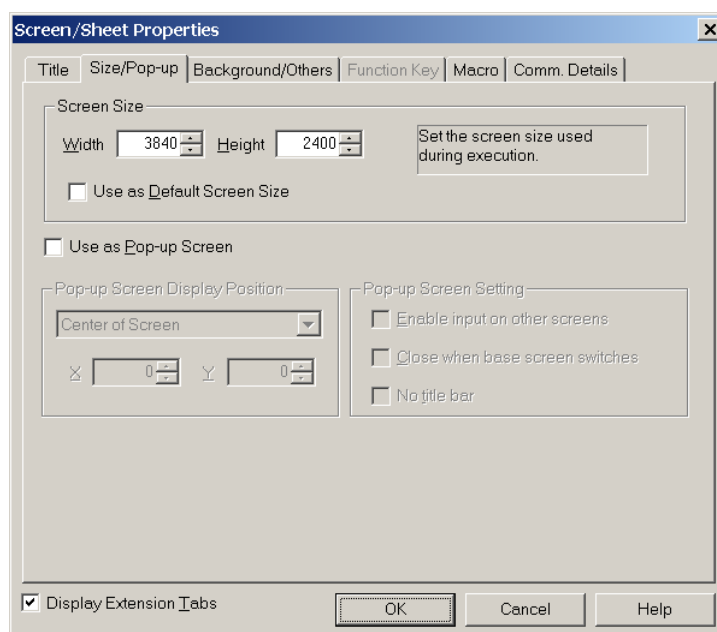 Screen/Sheet Properties
Title Size/Pop-up Background/Others Function Key Macro Comm. Details
Screen Size
Width 3840 Height 2400 Set the screen size used
during execution.
Use as Default Screen Size
Use as Pop-up Screen
Pop-up Screen Display Position Pop-up Screen Setting
Center of Screen Enable input on other screens
Close when base screen switches
X 0 Y 0
No title bar
Display Extension Tabs OK Cancel Help